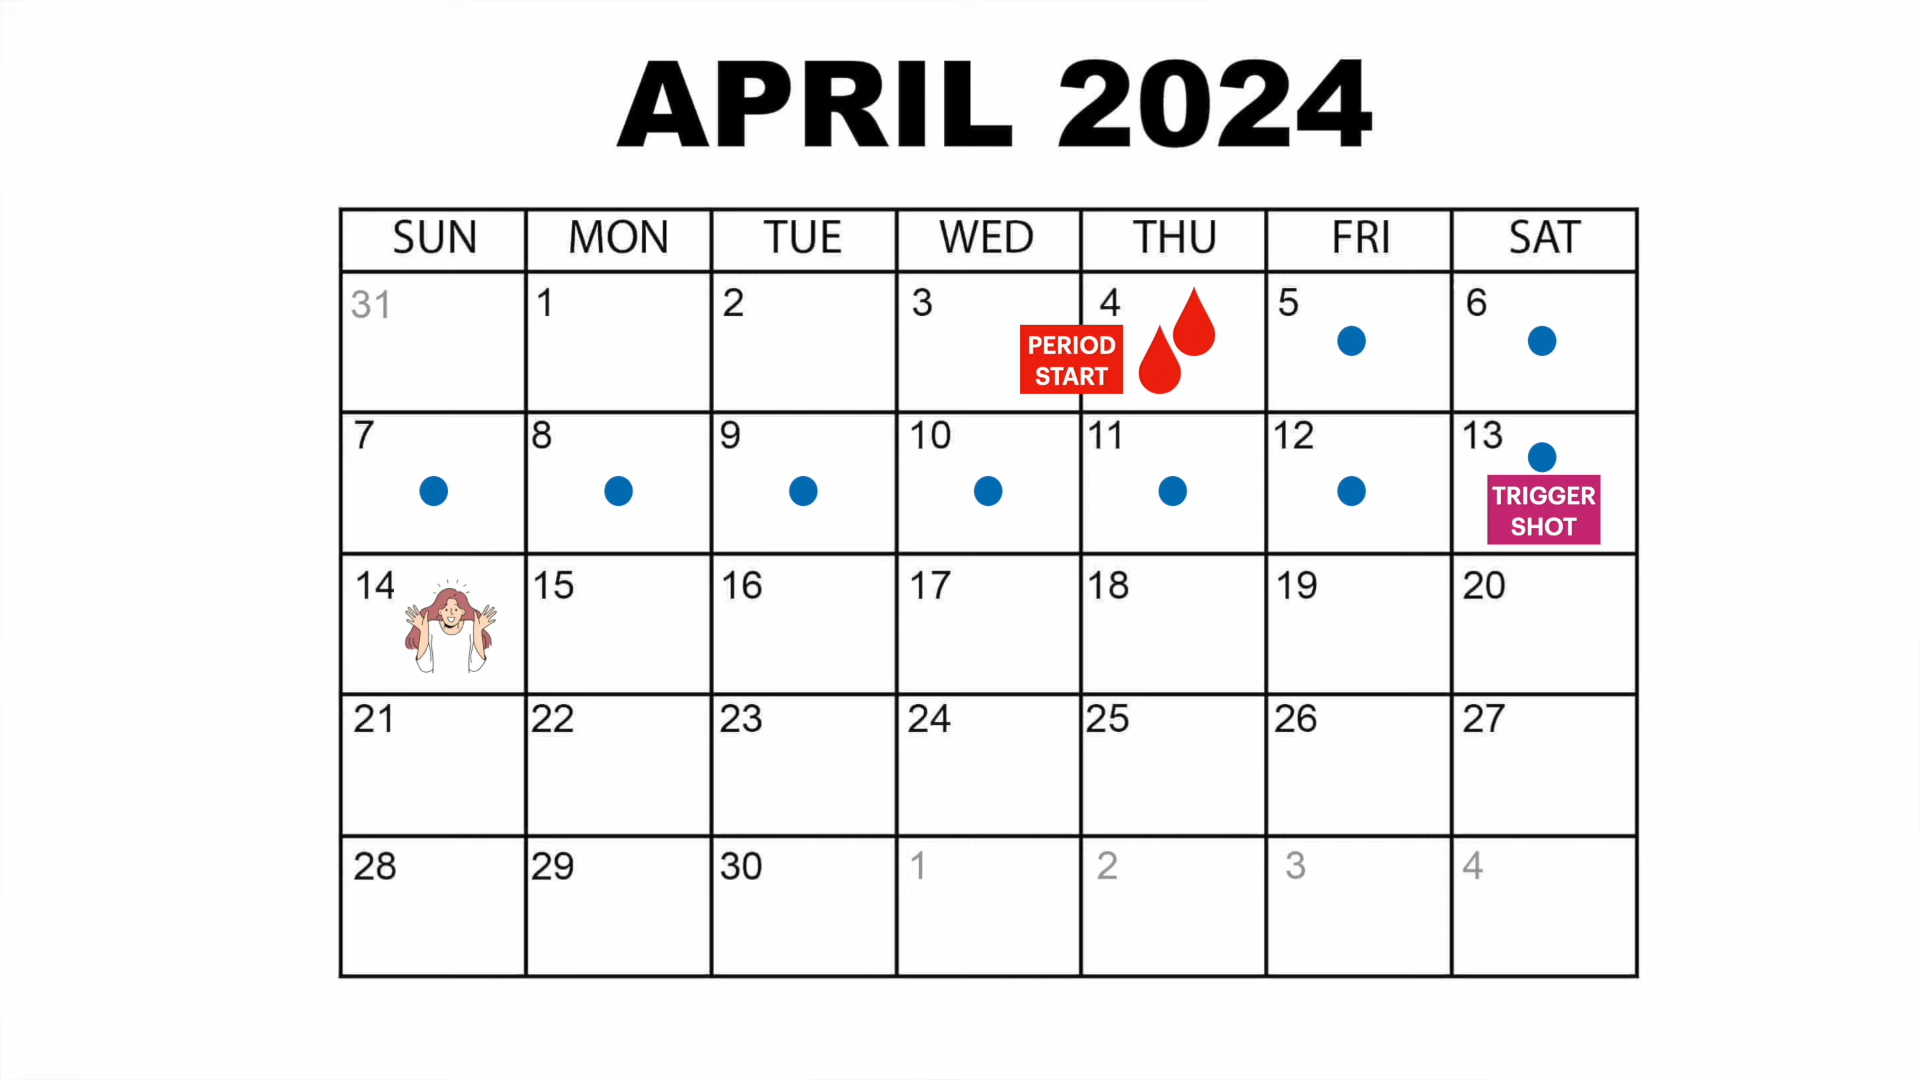 APRIL 2024
SUN MON TUE WED THU FRI SAT
31 1 2 3 4 5 6
PERIOD
START
7 8 9 10 11 12 13
TRIGGER
SHOT
14 15 16 17 18 19 20
21 22 23 24 25 26 27
28 29 30 1 2 3 4